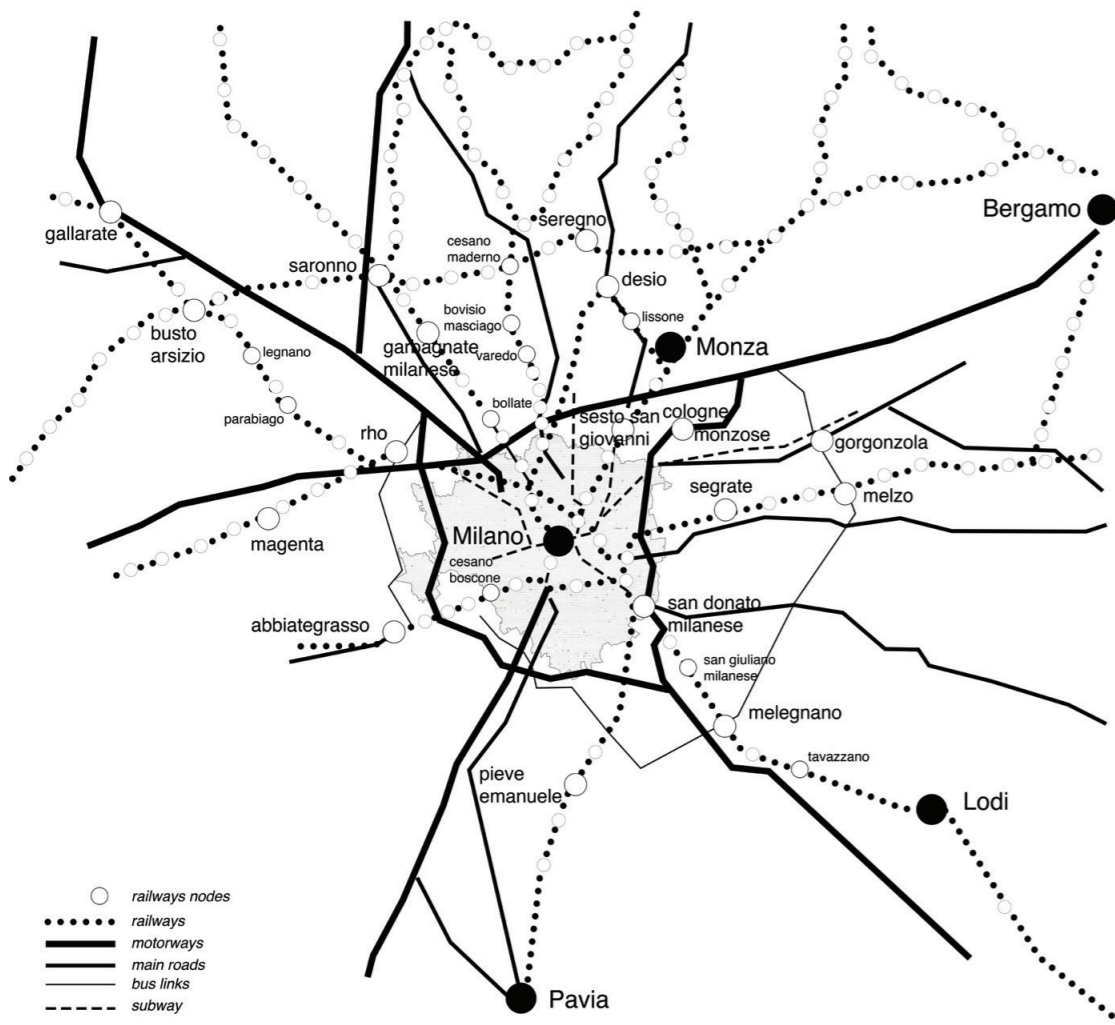 Bergamo
seregno
gallarate
cesano
maderno
saronno
desio
bovisio
masciago
lissone
busto
arsizio
legnano
garbagnate
milanese
varedo
Monza
parabiago
bollate
sesto san
giovanni
cologne
monzose
rho
gorgonzola
segrate
melzo
magenta
Milano
cesano
boscone
abbiategrasso
san donato
milanese
san giuliano
milanese
melegnano
tavazzano
pieve
emanuele
Lodi
Pavia
railways nodes
railways
motorways
main roads
bus links
subway